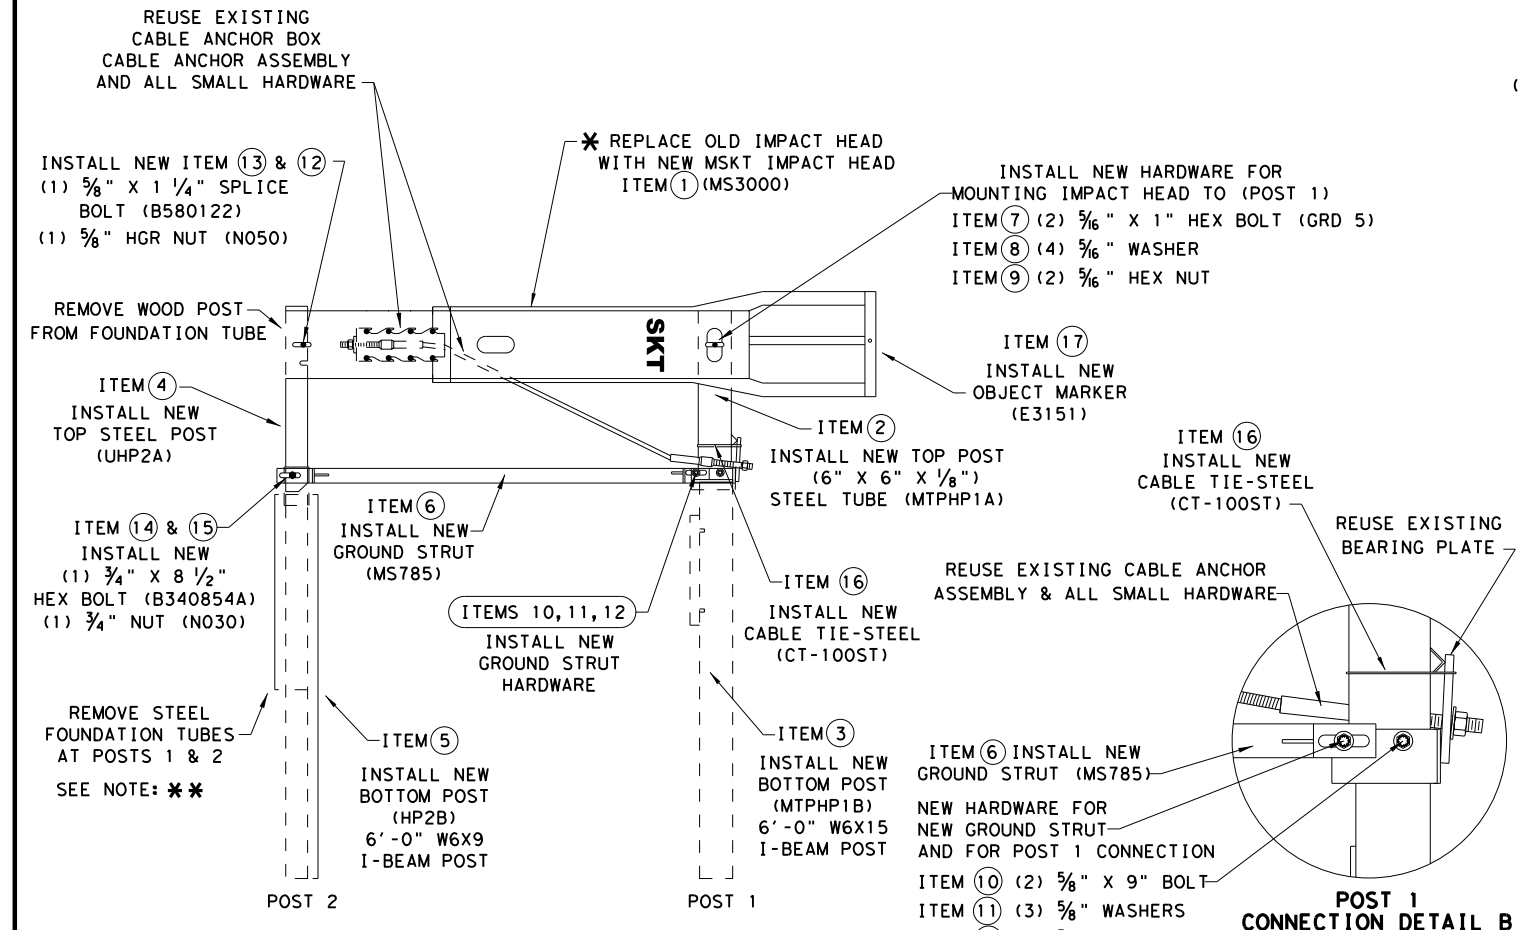 REUSE EXISTING
CABLE ANCHOR BOX
CABLE ANCHOR ASSEMBLY
AND ALL SMALL HARDWARE
✱ REPLACE OLD IMPACT HEAD
WITH NEW MSKT IMPACT HEAD
ITEM 1 (MS3000)
INSTALL NEW ITEM 13 & 12
(1) 5/8" X 1 1/4" SPLICE
BOLT (B580122)
(1) 5/8" HGR NUT (N050)
INSTALL NEW HARDWARE FOR
MOUNTING IMPACT HEAD TO (POST 1)
ITEM 7 (2) 5/16" X 1" HEX BOLT (GRD 5)
ITEM 8 (4) 5/16" WASHER
ITEM 9 (2) 5/16" HEX NUT
REMOVE WOOD POST
FROM FOUNDATION TUBE
SKT
ITEM 17
INSTALL NEW
OBJECT MARKER
(E3151)
ITEM 4
INSTALL NEW
TOP STEEL POST
(UHP2A)
ITEM 2
INSTALL NEW TOP POST
(6" X 6" X 1/8")
STEEL TUBE (MTPHP1A)
ITEM 16
INSTALL NEW
CABLE TIE-STEEL
(CT-100ST)
REUSE EXISTING
BEARING PLATE
ITEM 6
INSTALL NEW
GROUND STRUT
(MS785)
ITEM 14 & 15
INSTALL NEW
(1) 3/4" X 8 1/2"
HEX BOLT (B340854A)
(1) 3/4" NUT (N030)
ITEMS 10,11,12
INSTALL NEW
GROUND STRUT
HARDWARE
ITEM 16
INSTALL NEW
CABLE TIE-STEEL
(CT-100ST)
REUSE EXISTING CABLE ANCHOR
ASSEMBLY & ALL SMALL HARDWARE
REMOVE STEEL
FOUNDATION TUBES
AT POSTS 1 & 2
SEE NOTE: ✱✱
ITEM 5
INSTALL NEW
BOTTOM POST
(HP2B)
6'-0" W6X9
I-BEAM POST
ITEM 3
INSTALL NEW
BOTTOM POST
(MTPHP1B)
6'-0" W6X15
I-BEAM POST
ITEM 6 INSTALL NEW
GROUND STRUT (MS785)
NEW HARDWARE FOR
NEW GROUND STRUT
AND FOR POST 1 CONNECTION
ITEM 10 (2) 5/8" X 9" BOLT
ITEM 11 (3) 5/8" WASHERS
POST 2
POST 1
POST 1
CONNECTION DETAIL B